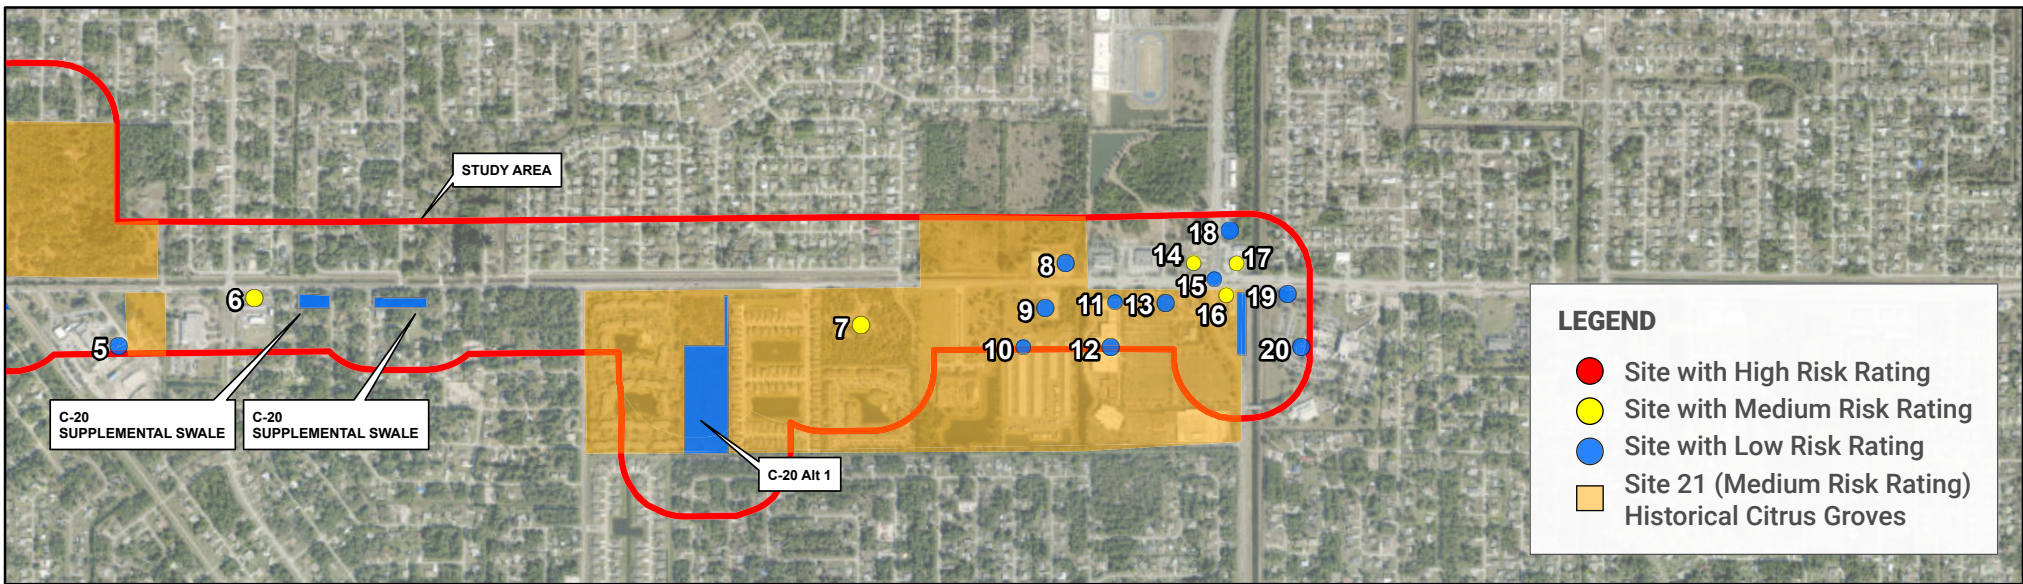 STUDY AREA
18
14
17
8
15
6
11
13
19
9
16
7
5
10
12
20
C-20
SUPPLEMENTAL SWALE
C-20
SUPPLEMENTAL SWALE
C-20 Alt 1
LEGEND
Site with High Risk Rating
Site with Medium Risk Rating
Site with Low Risk Rating
Site 21 (Medium Risk Rating)
Historical Citrus Groves